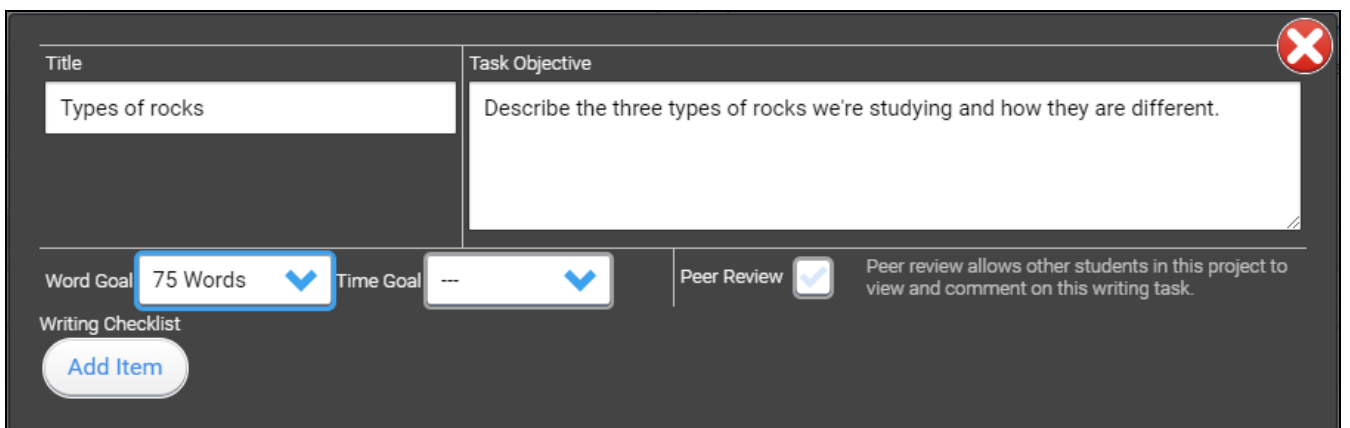 Title
Types of rocks
Task Objective
Describe the three types of rocks we're studying and how they are different.
Word Goal
75 Words
Time Goal
---
Peer Review
Peer review allows other students in this project to
view and comment on this writing task.
Writing Checklist
Add Item